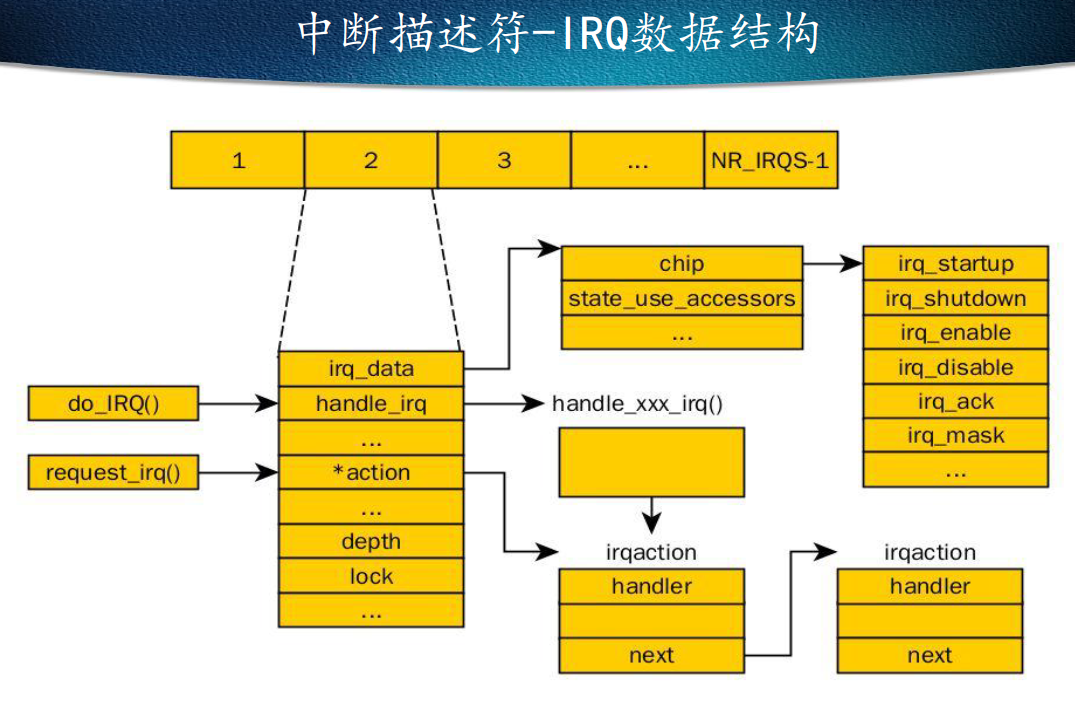 中断描述符-IRQ数据结构
1 2 3 ... NR_IRQS-1
chip
state_use_accessors
...
irq_startup
irq_shutdown
irq_enable
irq_disable
irq_ack
irq_mask
...
do_IRQ()
request_irq()
irq_data
handle_irq
...
*action
...
depth
lock
...
handle_xxx_irq()
irqaction
handler
next
irqaction
handler
next